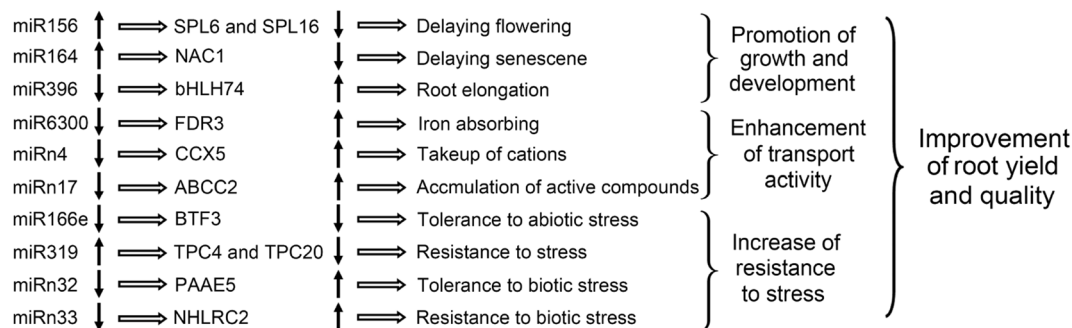 miR156 SPL6 and SPL16 Delaying flowering
miR164 NAC1 Delaying senescene
miR396 bHLH74 Root elongation
Promotion of
growth and
development
miR6300 FDR3 Iron absorbing
miRn4 CCX5 Takeup of cations
miRn17 ABCC2 Accmulation of active compounds
Enhancement
of transport
activity
miR166e BTF3 Tolerance to abiotic stress
miR319 TPC4 and TPC20 Resistance to stress
miRn32 PAAE5 Tolerance to biotic stress
miRn33 NHLRC2 Resistance to biotic stress
Increase of
resistance
to stress
Improvement
of root yield
and quality